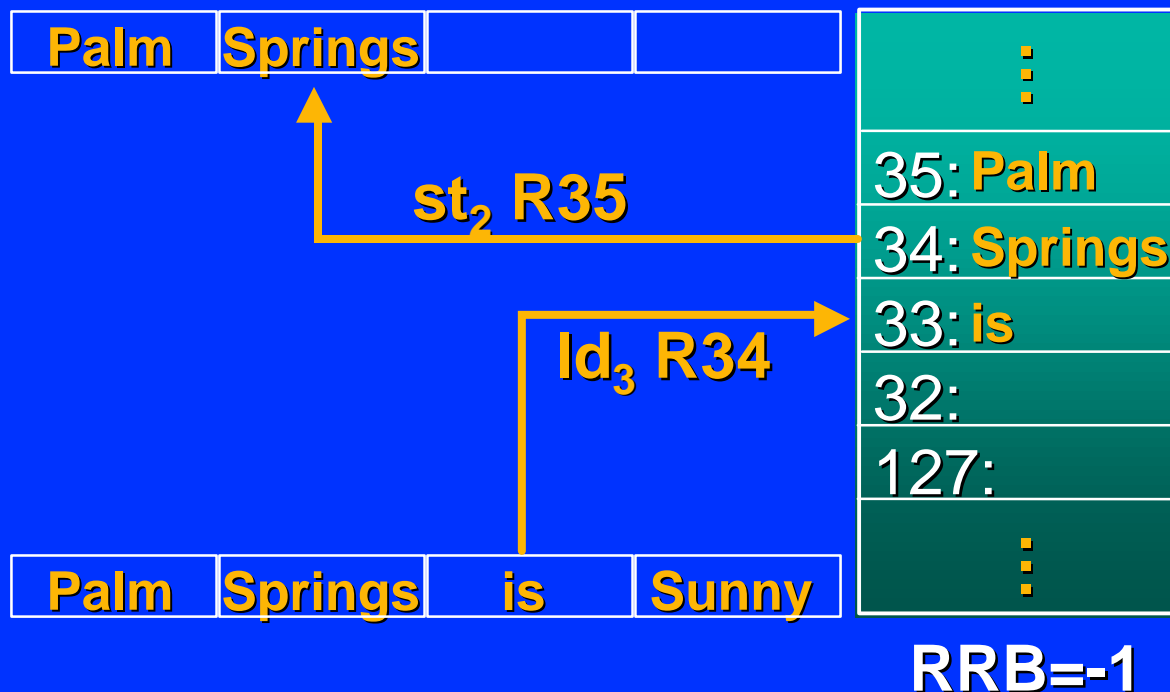 Palm Springs
35: Palm
st₂ R35
34: Springs
33: is
ld₃ R34
32:
127:
Palm Springs is Sunny
RRB=-1